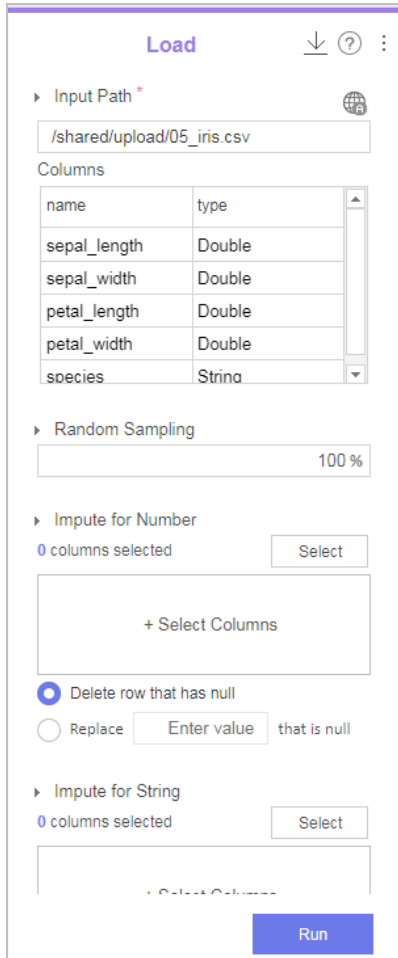 Load
Input Path *
/shared/upload/05_iris.csv
Columns
name type
sepal_length Double
sepal_width Double
petal_length Double
petal_width Double
species String
Random Sampling
100 %
Impute for Number
0 columns selected Select
+ Select Columns
Delete row that has null
Replace Enter value that is null
Impute for String
0 columns selected Select
+ Select Columns
Run